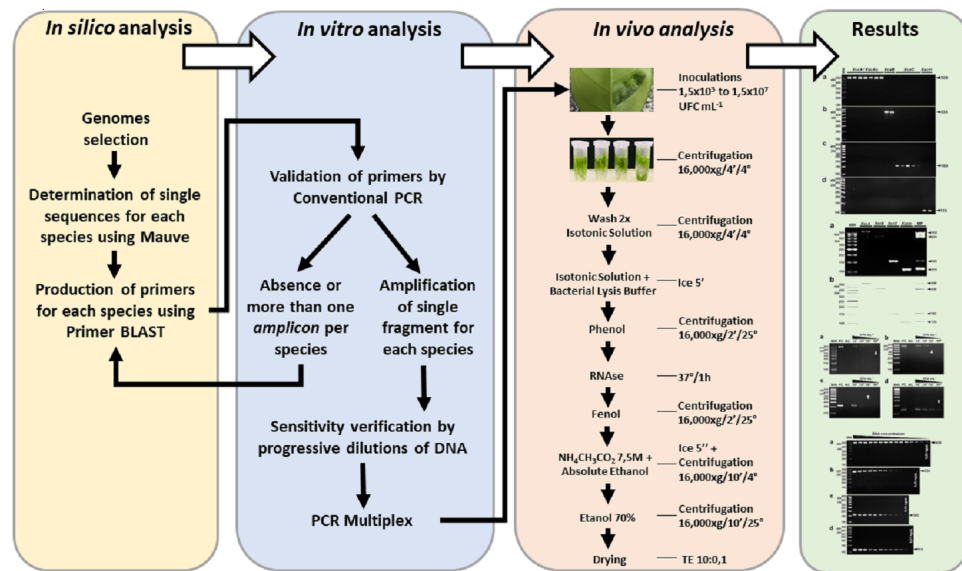 In silico analysis
Genomes
selection
Determination of single
sequences for each
species using Mauve
Production of primers
for each species using
Primer BLAST
In vitro analysis
Validation of primers by
Conventional PCR
Absence or
more than one
amplicon per
species
Amplification
of single
fragment for
each species
Sensitivity verification by
progressive dilutions of DNA
PCR Multiplex
In vivo analysis
Inoculations
1,5x10³ to 1,5x10⁷
UFC mL⁻¹
Centrifugation
16,000xg/4’/4°
Wash 2x
Isotonic Solution
Centrifugation
16,000xg/4’/4°
Isotonic Solution +
Bacterial Lysis Buffer
Ice 5’
Phenol
Centrifugation
16,000xg/2’/25°
RNAse
37°/1h
Fenol
Centrifugation
16,000xg/2’/25°
NH₄CH₃CO₂ 7,5M +
Absolute Ethanol
Ice 5’’ +
Centrifugation
16,000xg/10’/4°
Etanol 70%
Centrifugation
16,000xg/10’/25°
Drying
TE 10:0,1
Results
a
b
c
d
a
b
a
b
c
d
a
b
c
d